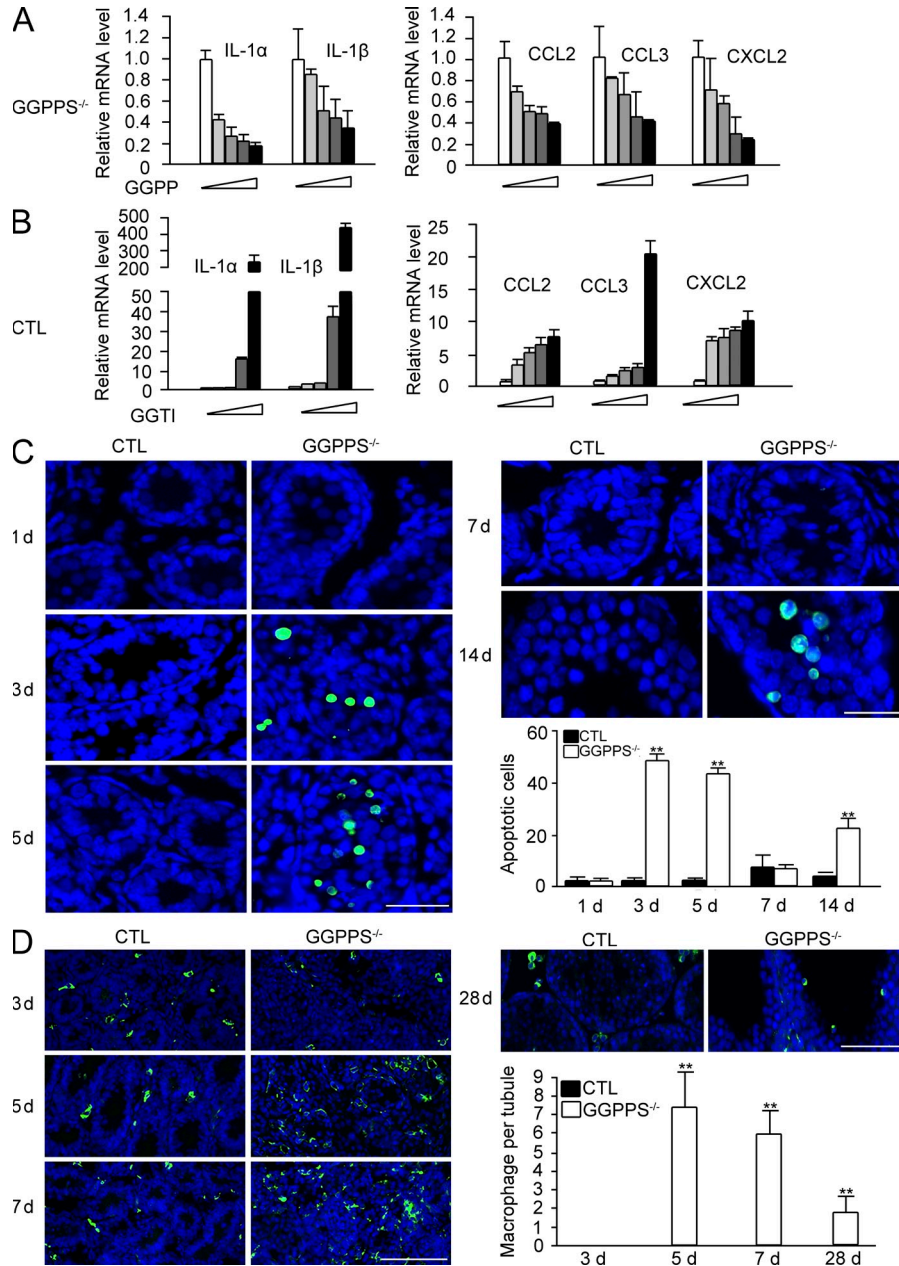 A
Relative mRNA level
1.4
1.2
1.0
0.8
0.6
0.4
0.2
0
IL-1α
IL-1β
GGPPS-/-
GGPP
Relative mRNA level
1.4
1.2
1.0
0.8
0.6
0.4
0.2
0
CCL2
CCL3
CXCL2
B
Relative mRNA level
500
400
300
200
50
40
30
20
10
0
IL-1α
IL-1β
CTL
GGTI
Relative mRNA level
25
20
15
10
5
0
CCL2
CCL3
CXCL2
C
CTL
GGPPS-/-
1 d
3 d
5 d
CTL
GGPPS-/-
7 d
14 d
Apoptotic cells
60
40
20
0
CTL
GGPPS-/-
**
**
**
1 d
3 d
5 d
7 d
14 d
D
CTL
GGPPS-/-
3 d
5 d
7 d
CTL
GGPPS-/-
28 d
Macrophage per tubule
9
8
7
6
5
4
3
2
1
0
CTL
GGPPS-/-
**
**
**
3 d
5 d
7 d
28 d